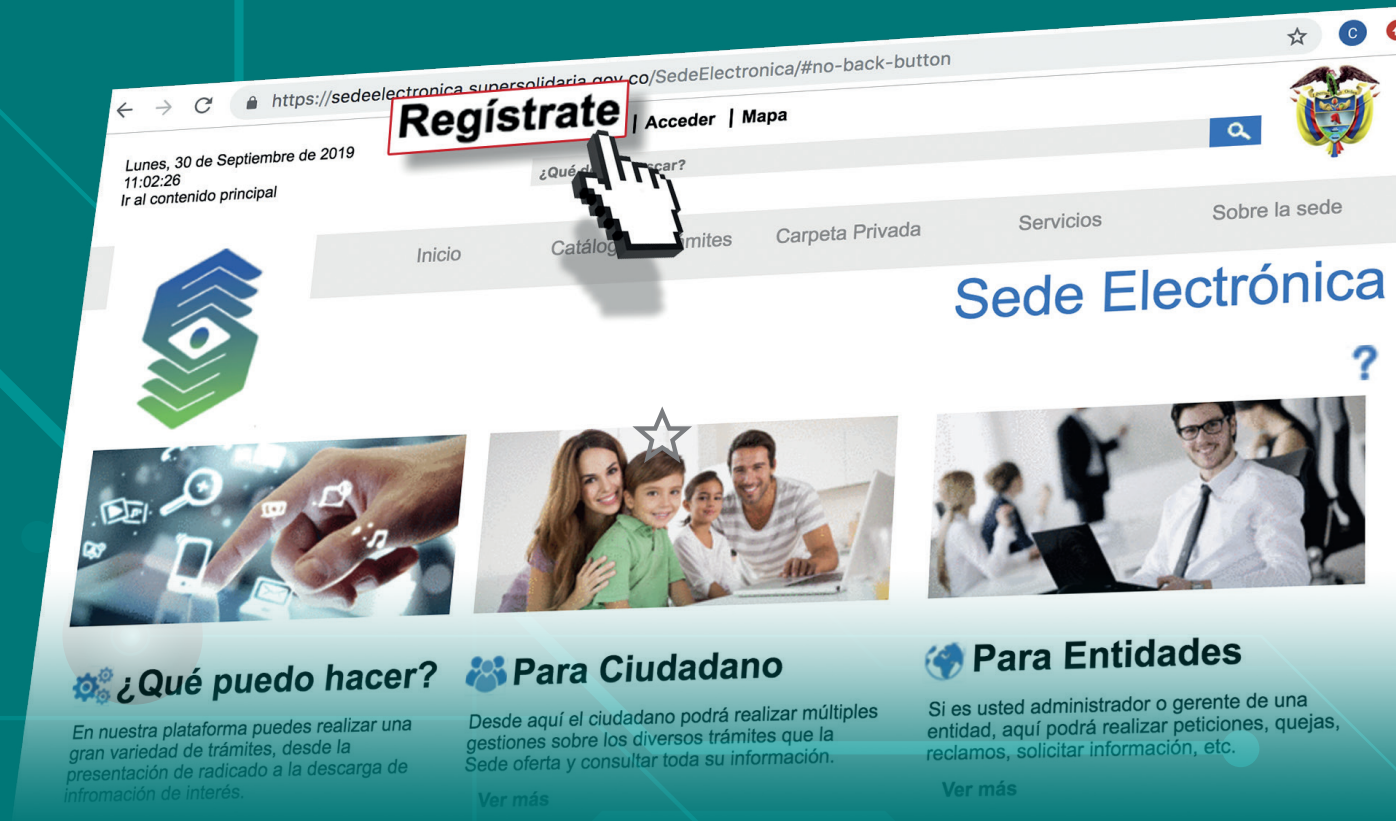 https://sedeelectronica.supersolidaria.gov.co/SedeElectronica/#no-back-button
C
Regístrate | Acceder | Mapa
Lunes, 30 de Septiembre de 2019
11:02:26
Ir al contenido principal
¿Qué
Inicio
Catálogo
Carpeta Privada
Servicios
Sobre la sede
Sede Electrónica
?
¿Qué puedo hacer?
En nuestra plataforma puedes realizar una
gran variedad de trámites, desde la
presentación de radicado a la descarga de
infromación de interés.
Para Ciudadano
Desde aquí el ciudadano podrá realizar múltiples
gestiones sobre los diversos trámites que la
Sede oferta y consultar toda su información.
Ver más
Para Entidades
Si es usted administrador o gerente de una
entidad, aquí podrá realizar peticiones, quejas,
reclamos, solicitar información, etc.
Ver más